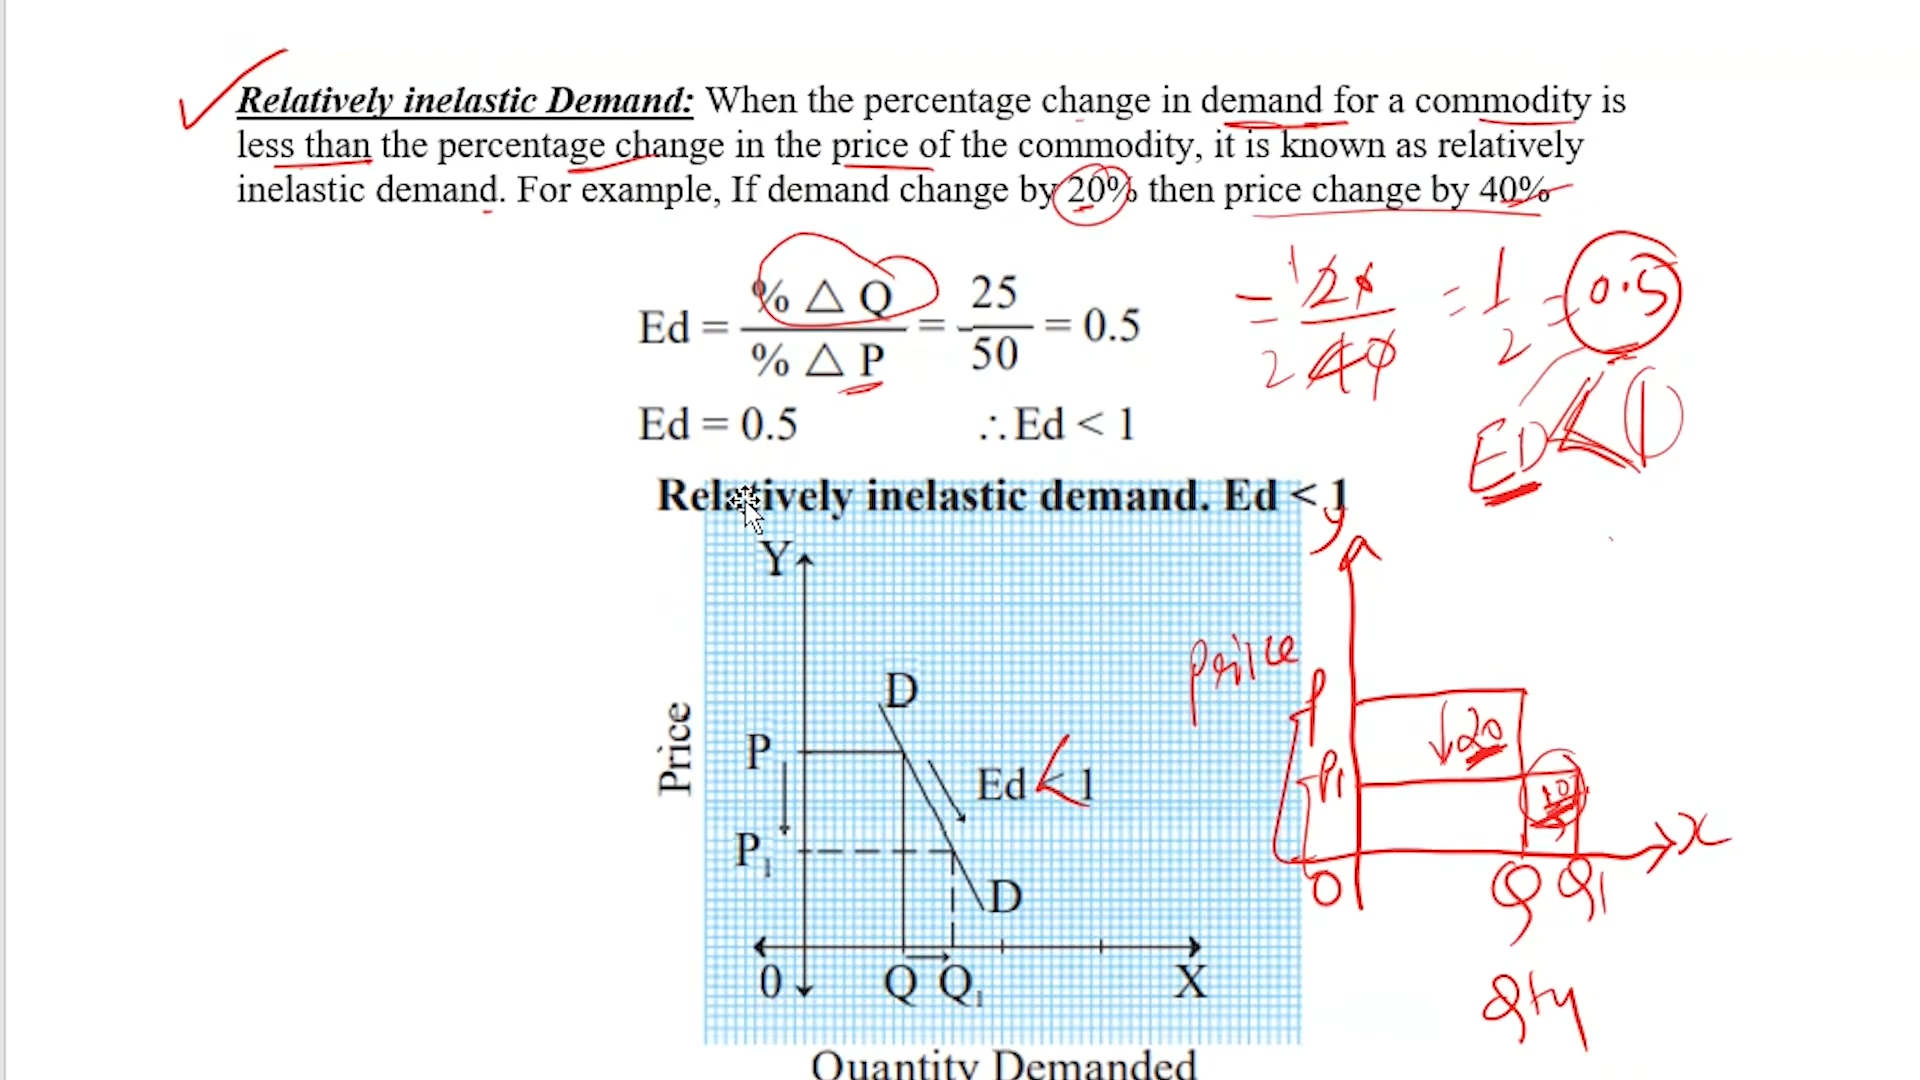 Relatively inelastic Demand: When the percentage change in demand for a commodity is
less than the percentage change in the price of the commodity, it is known as relatively
inelastic demand. For example, If demand change by 20% then price change by 40%
Ed = % △ Q / % △ P = 25 / 50 = 0.5
= 20 / 40 = 1 / 2 = 0.5
1
2
Ed = 0.5 ∴ Ed < 1
ED < 1
Relatively inelastic demand. Ed < 1
Y
y
Price
D
P
Ed < 1
P1
D
0 Q Q1 X
Price
P
↓20
P1
10
x
O Q Q1
Qty
Quantity Demanded